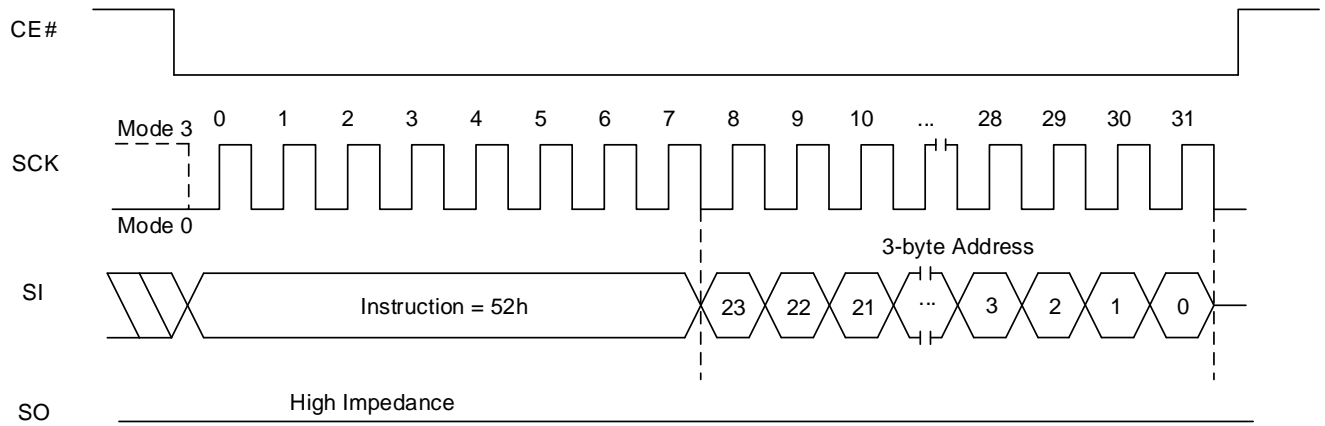 CE#
0 1 2 3 4 5 6 7 8 9 10 ... 28 29 30 31
Mode 3
SCK
Mode 0
3-byte Address
SI
Instruction = 52h 23 22 21 ... 3 2 1 0
High Impedance
SO